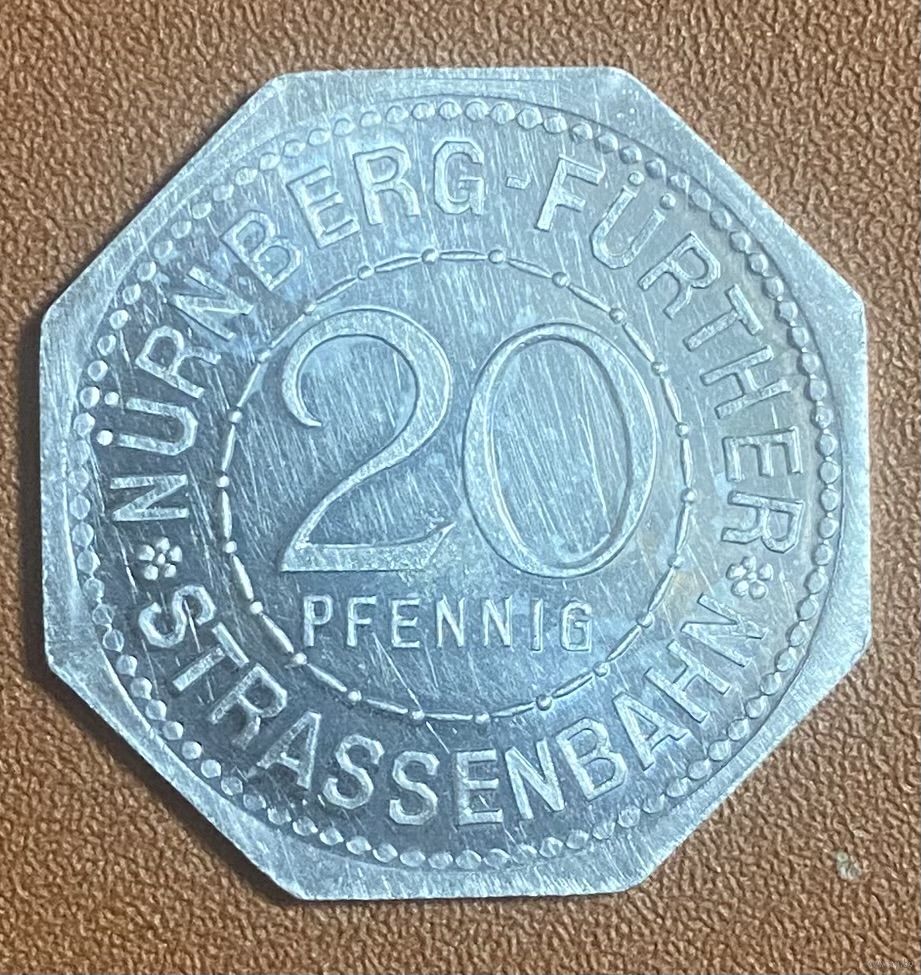 NÜRNBERG-FÜRTHER
20
PFENNIG
STRASSENBAHN